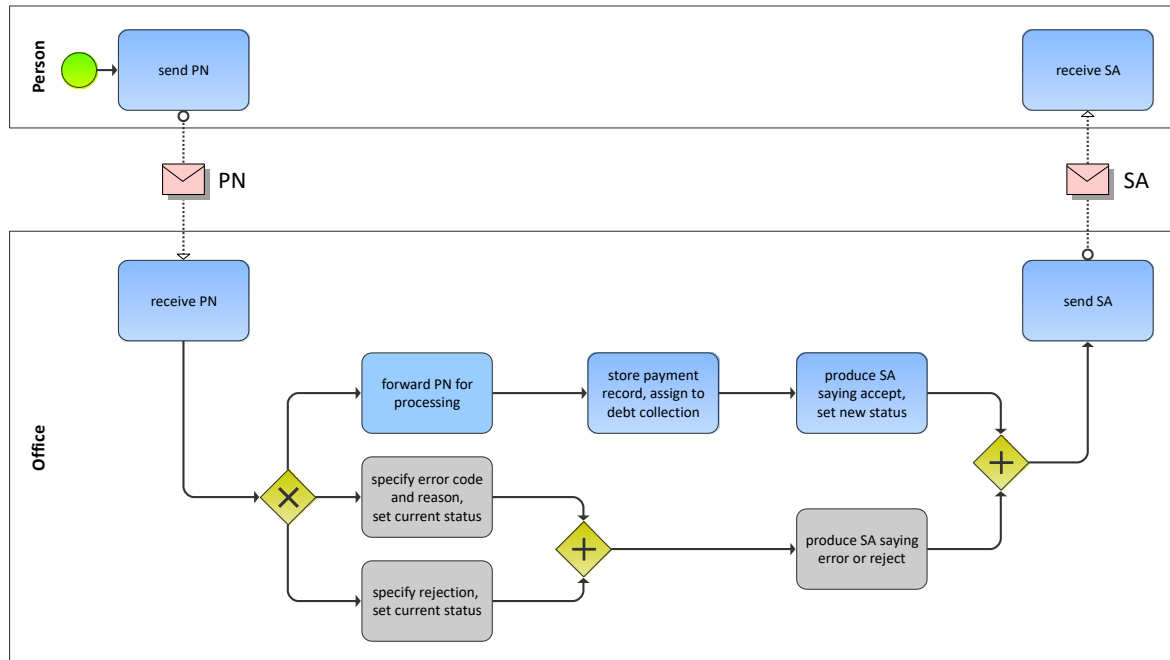 Person
send PN
receive SA
PN
SA
Office
receive PN
send SA
forward PN for
processing
store payment
record, assign to
debt collection
produce SA
saying accept,
set new status
specify error code
and reason,
set current status
produce SA saying
error or reject
specify rejection,
set current status